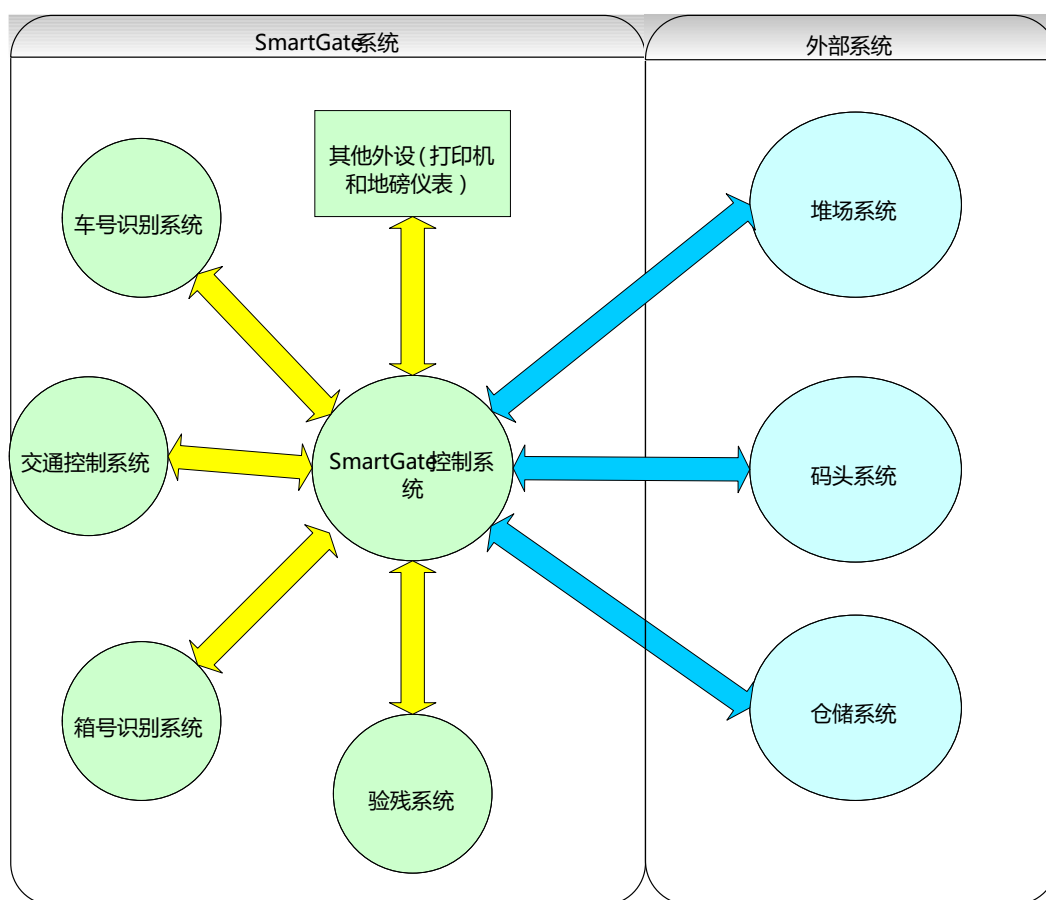 SmartGate系统
外部系统
其他外设（打印机
和地磅仪表）
车号识别系统
堆场系统
交通控制系统
SmartGate控制系
统
码头系统
箱号识别系统
仓储系统
验残系统